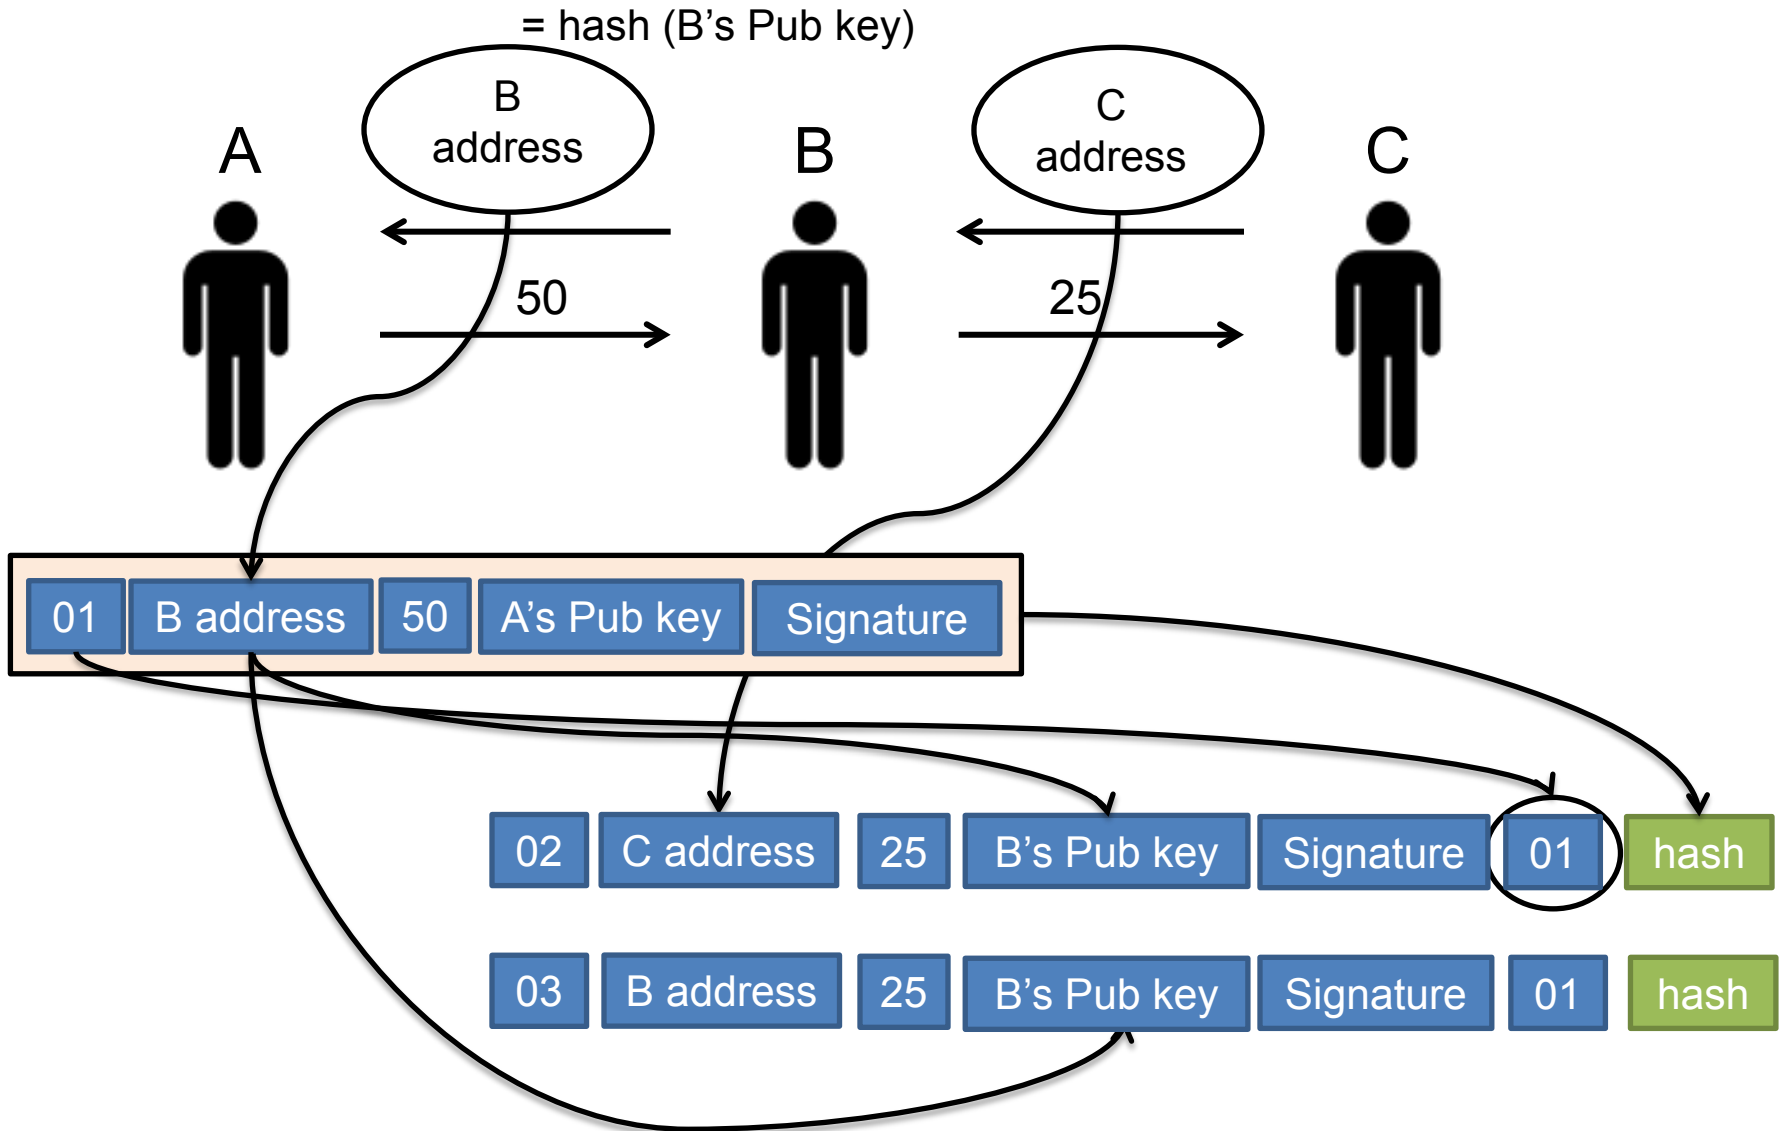 = hash (B’s Pub key)
B
address
C
address
A
B
C
50
25
01 B address 50 A’s Pub key Signature
02 C address 25 B’s Pub key Signature 01 hash
03 B address 25 B’s Pub key Signature 01 hash